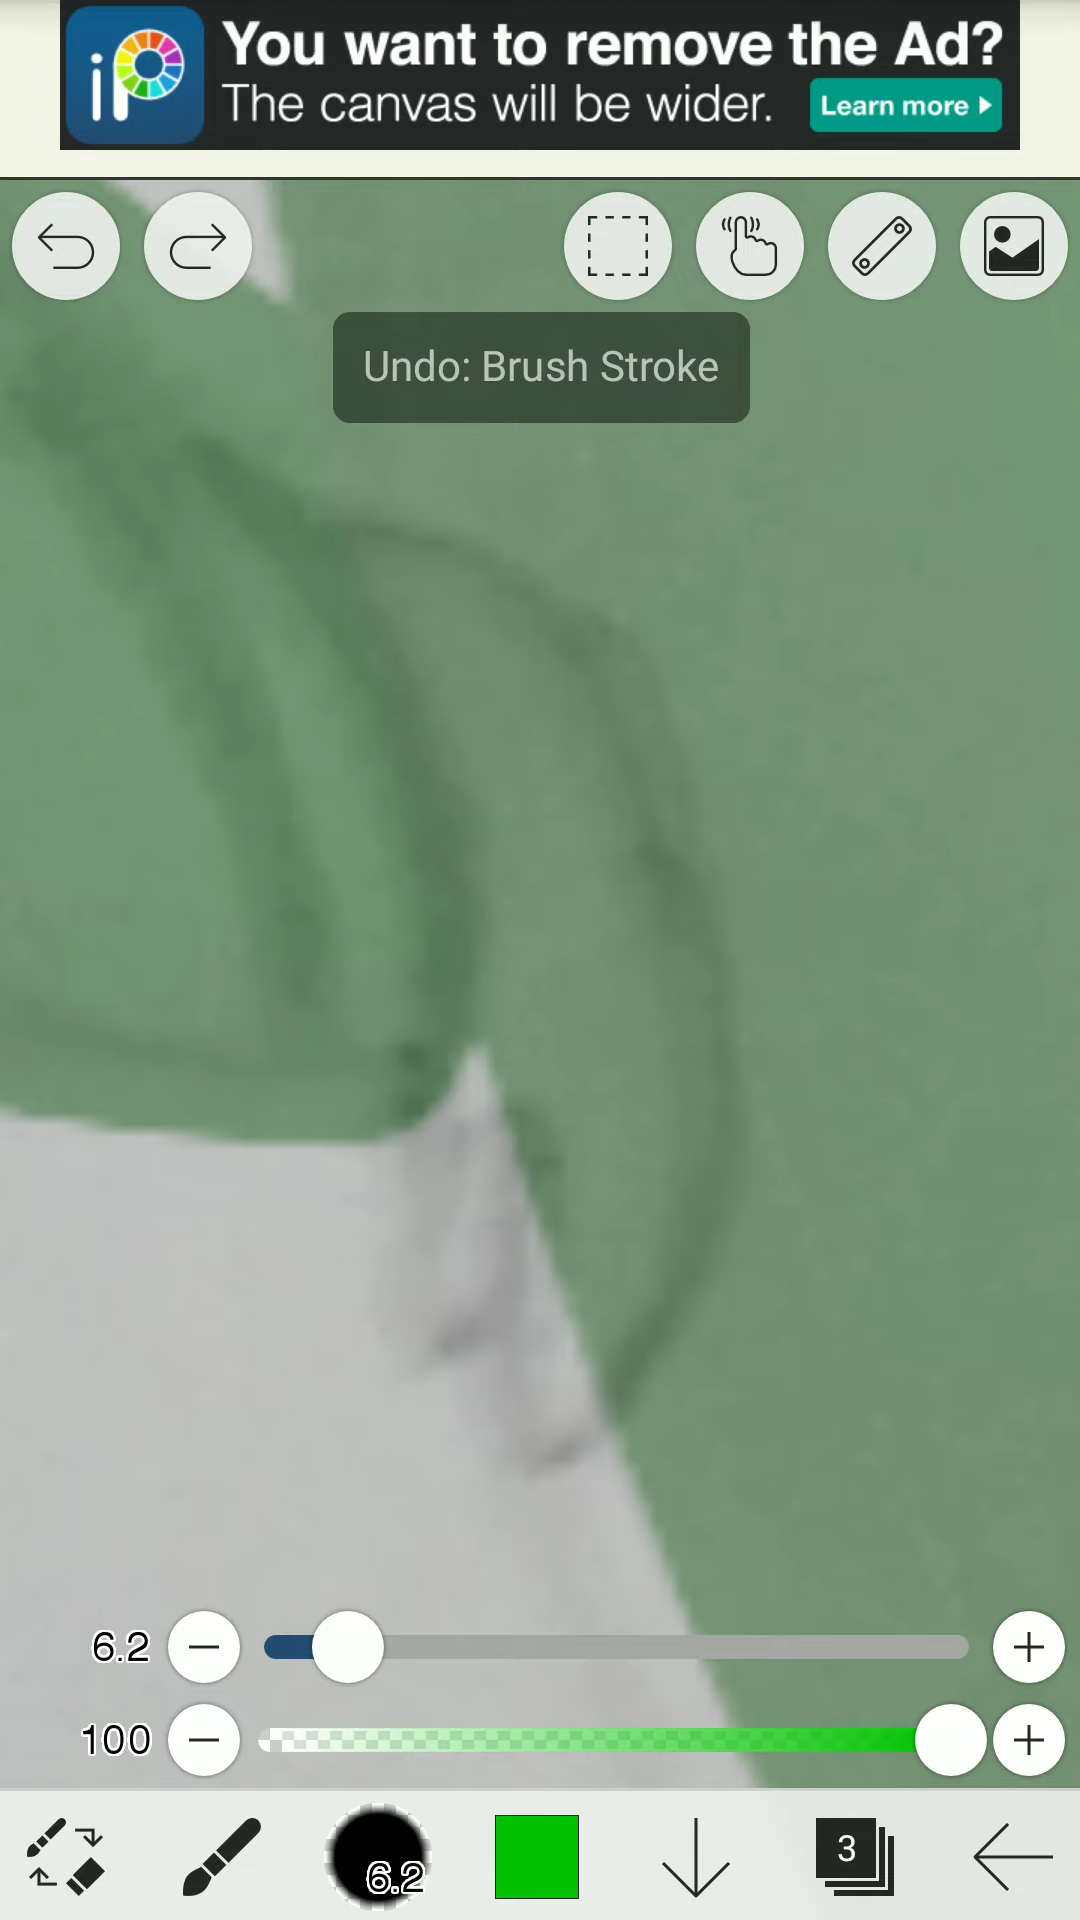 iP
You want to remove the Ad?
The canvas will be wider.
Learn more
Undo: Brush Stroke
6.2
100
6.2
3